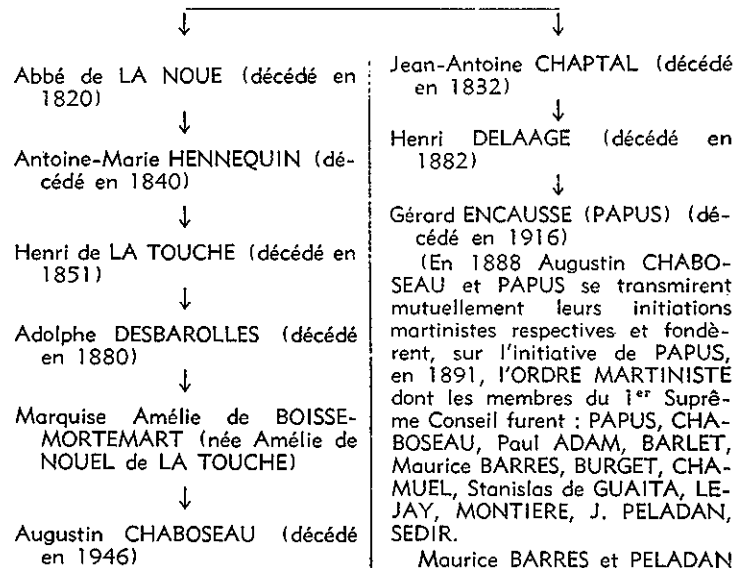 Abbé de LA NOUE (décédé en
1820)
Antoine-Marie HENNEQUIN (dé-
cédé en 1840)
Henri de LA TOUCHE (décédé en
1851)
Adolphe DESBAROLLES (décédé
en 1880)
Marquise Amélie de BOISSE-
MORTEMART (née Amélie de
NOUEL de LA TOUCHE)
Augustin CHABOSEAU (décédé
en 1946)
Jean-Antoine CHAPTAL (décédé
en 1832)
Henri DELAAGE (décédé en
1882)
Gérard ENCAUSSE (PAPUS) (dé-
cédé en 1916)
(En 1888 Augustin CHABO-
SEAU et PAPUS se transmirent
mutuellement leurs initiations
martinistes respectives et fondè-
rent, sur l'initiative de PAPUS,
en 1891, l'ORDRE MARTINISTE
dont les membres du 1er Suprê-
me Conseil furent : PAPUS, CHA-
BOSEAU, Paul ADAM, BARLET,
Maurice BARRES, BURGET, CHA-
MUEL, Stanislas de GUAITA, LE-
JAY, MONTIERE, J. PELADAN,
SEDIR.
Maurice BARRES et PELADAN